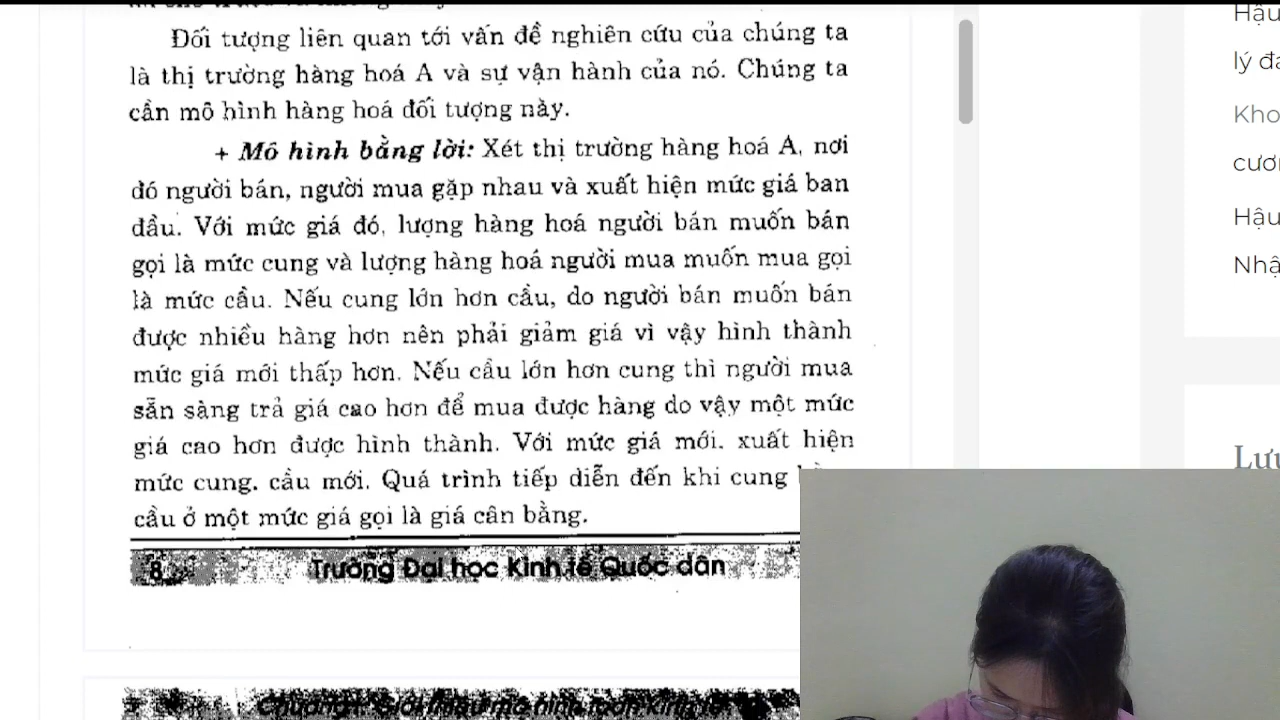 Đối tượng liên quan tới vấn đề nghiên cứu của chúng ta
là thị trường hàng hoá A và sự vận hành của nó. Chúng ta
cần mô hình hàng hoá đối tượng này.
+ Mô hình bằng lời: Xét thị trường hàng hoá A, nơi
đó người bán, người mua gặp nhau và xuất hiện mức giá ban
đầu. Với mức giá đó, lượng hàng hoá người bán muốn bán
gọi là mức cung và lượng hàng hoá người mua muốn mua gọi
là mức cầu. Nếu cung lớn hơn cầu, do người bán muốn bán
được nhiều hàng hơn nên phải giảm giá vì vậy hình thành
mức giá mới thấp hơn. Nếu cầu lớn hơn cung thì người mua
sẵn sàng trả giá cao hơn để mua được hàng do vậy một mức
giá cao hơn được hình thành. Với mức giá mới. xuất hiện
mức cung. cầu mới. Quá trình tiếp diễn đến khi cung
cầu ở một mức giá gọi là giá cân bằng.
8 Trường Đại học Kinh tế Quốc dân
Hậu
lý
Kho
Hậu
Nhậ
Lưu